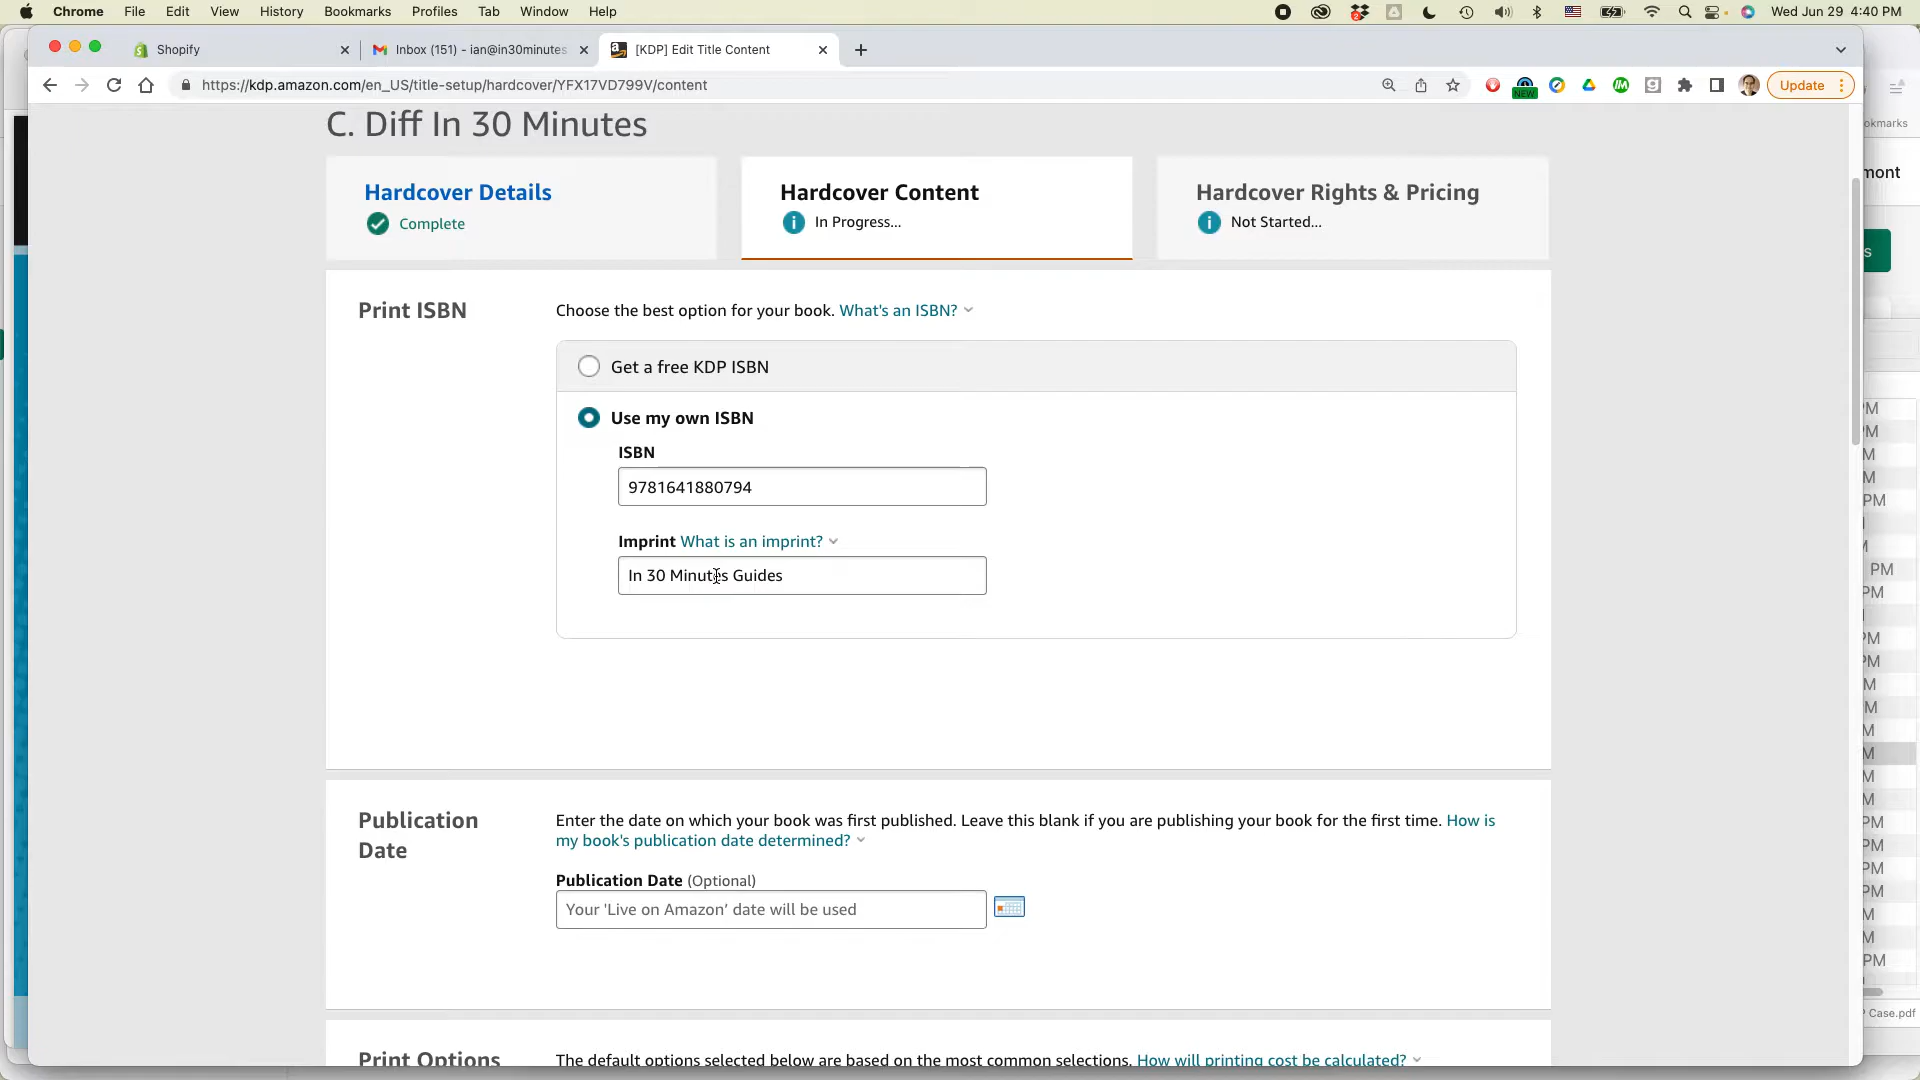 Chrome File Edit View History Bookmarks Profiles Tab Window Help
2
Wed Jun 29 4:40 PM
Shopify
Inbox (151) - ian@in30minutes
[KDP] Edit Title Content
https://kdp.amazon.com/en_US/title-setup/hardcover/YFX17VD799V/content
NEW
Update
C. Diff In 30 Minutes
Hardcover Details
Complete
Hardcover Content
In Progress...
Hardcover Rights & Pricing
Not Started...
Print ISBN
Choose the best option for your book. What's an ISBN?
Get a free KDP ISBN
Use my own ISBN
ISBN
9781641880794
Imprint What is an imprint?
In 30 Minutes Guides
Publication
Date
Enter the date on which your book was first published. Leave this blank if you are publishing your book for the first time. How is
my book's publication date determined?
Publication Date (Optional)
Your 'Live on Amazon' date will be used
Print Options
The default options selected below are based on the most common selections. How will printing cost be calculated?
Case.pdf